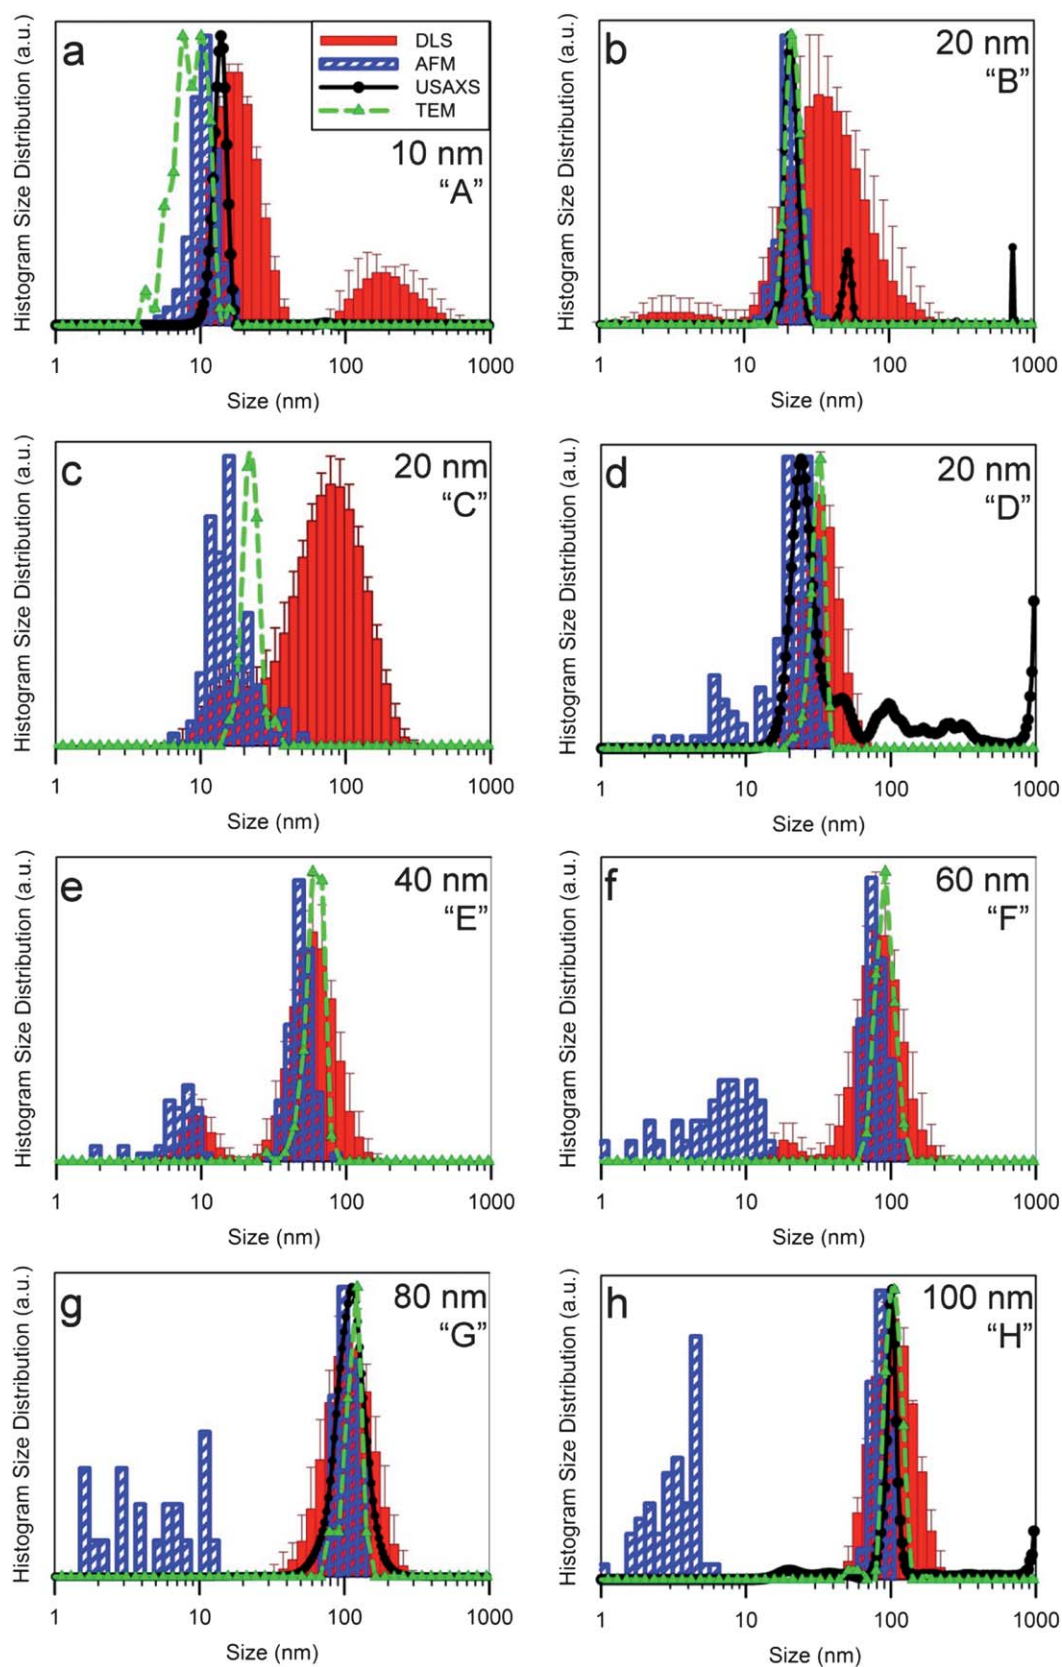 a
DLS
AFM
USAXS
TEM
10 nm
“A”
Histogram Size Distribution (a.u.)
1 10 100 1000
Size (nm)
b
20 nm
“B”
Histogram Size Distribution (a.u.)
1 10 100 1000
Size (nm)
c
20 nm
“C”
Histogram Size Distribution (a.u.)
1 10 100 1000
Size (nm)
d
20 nm
“D”
Histogram Size Distribution (a.u.)
1 10 100 1000
Size (nm)
e
40 nm
“E”
Histogram Size Distribution (a.u.)
1 10 100 1000
Size (nm)
f
60 nm
“F”
Histogram Size Distribution (a.u.)
1 10 100 1000
Size (nm)
g
80 nm
“G”
Histogram Size Distribution (a.u.)
1 10 100 1000
Size (nm)
h
100 nm
“H”
Histogram Size Distribution (a.u.)
1 10 100 1000
Size (nm)